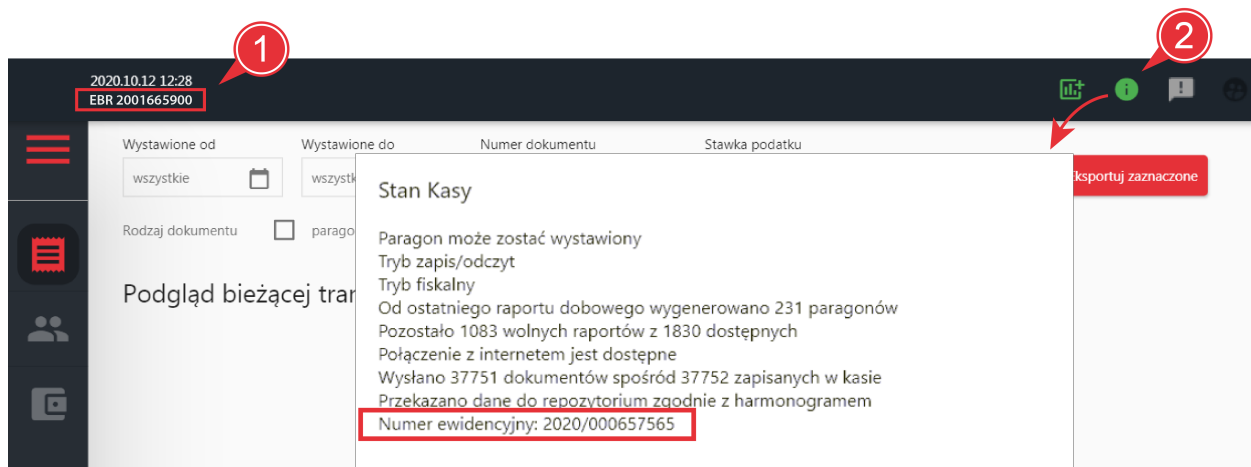 1
2
2020.10.12 12:28
EBR 2001665900
Wystawione od
Wystawione do
Numer dokumentu
Stawka podatku
wszystkie
wszystk
ksportuj zaznaczone
Rodzaj dokumentu
parago
Podgląd bieżącej tran
Stan Kasy
Paragon może zostać wystawiony
Tryb zapis/odczyt
Tryb fiskalny
Od ostatniego raportu dobowego wygenerowano 231 paragonów
Pozostało 1083 wolnych raportów z 1830 dostępnych
Połączenie z internetem jest dostępne
Wysłano 37751 dokumentów spośród 37752 zapisanych w kasie
Przekazano dane do repozytorium zgodnie z harmonogramem
Numer ewidencyjny: 2020/000657565